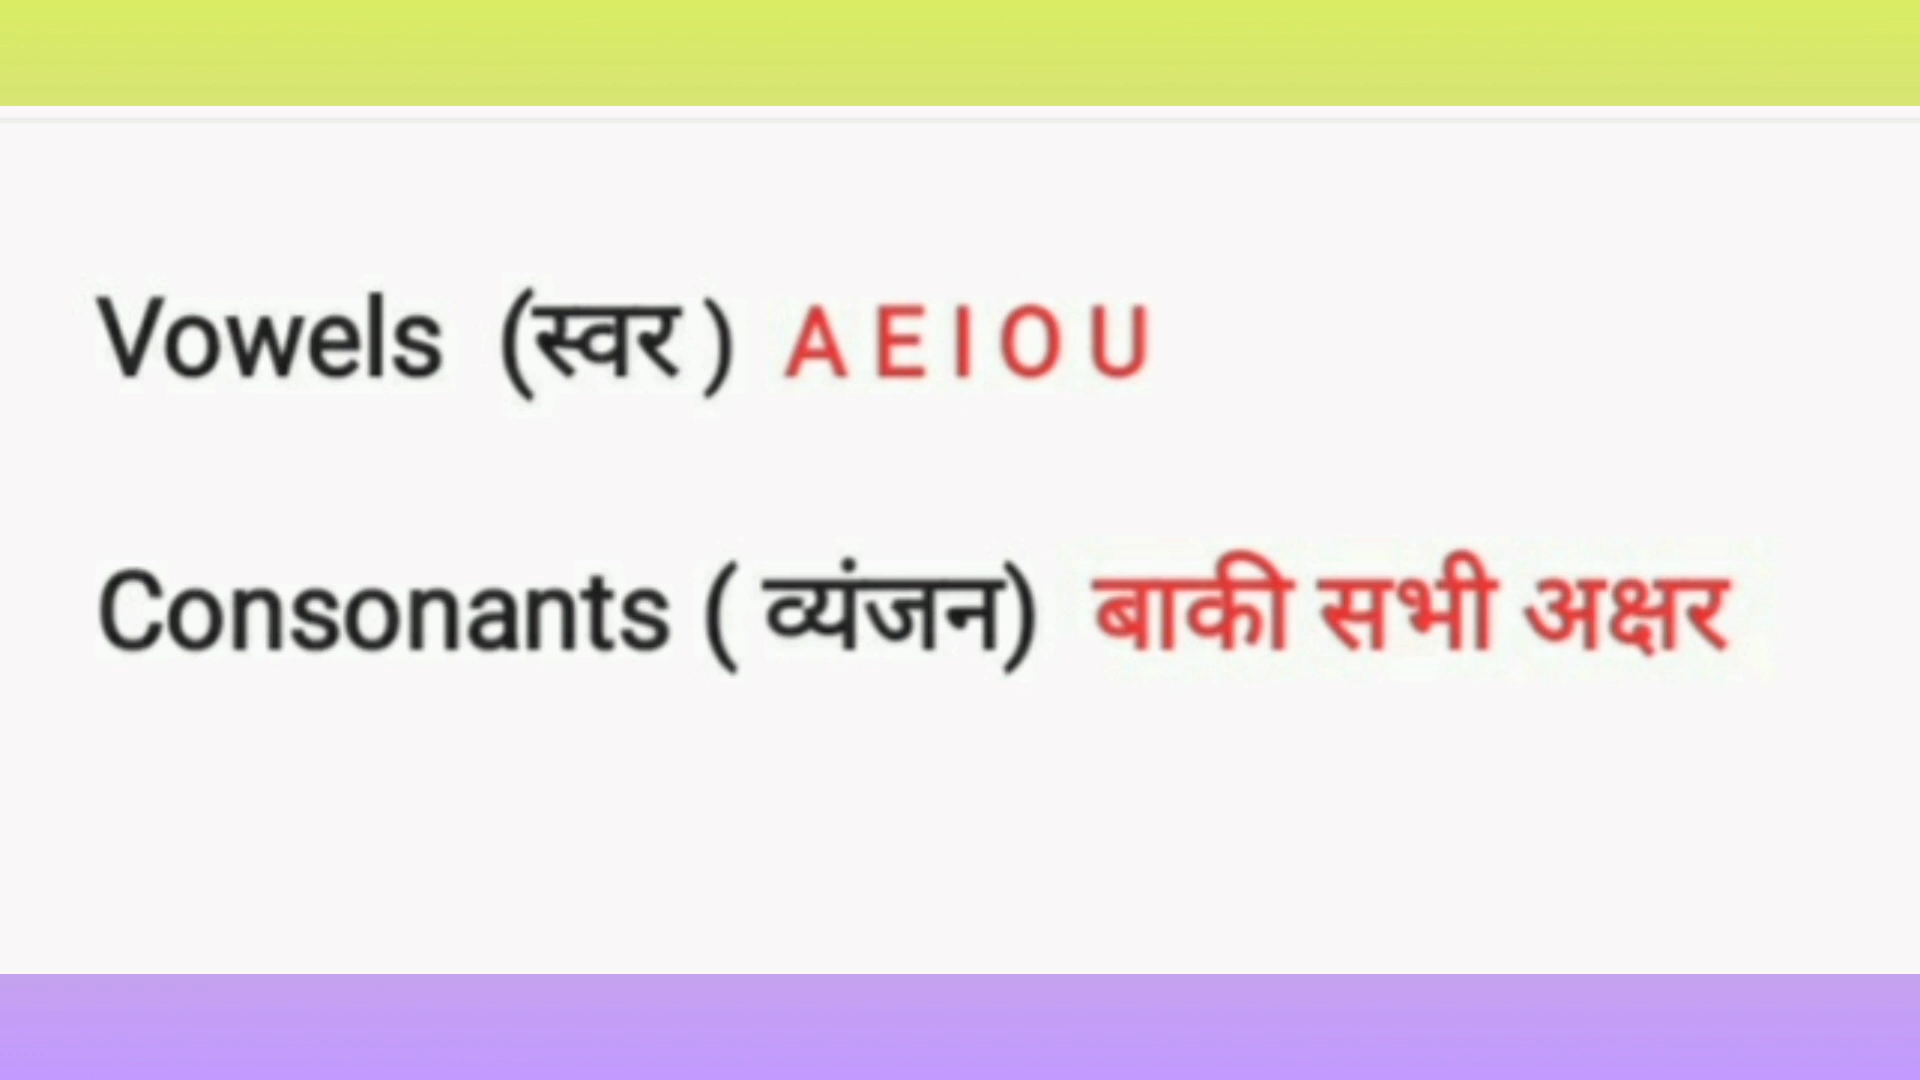 Vowels (स्वर ) A E I O U
Consonants ( व्यंजन) बाकी सभी अक्षर